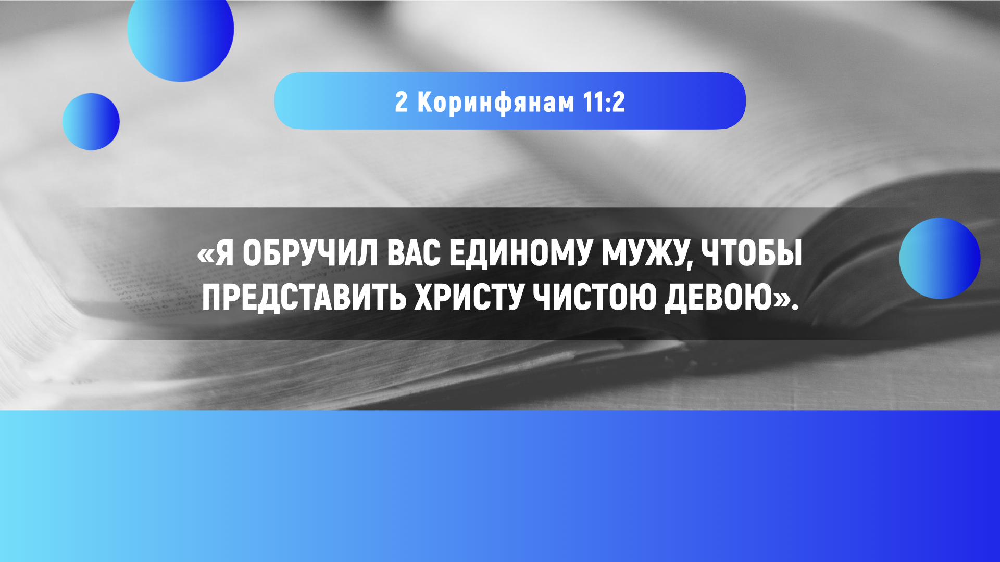 2 Коринфянам 11:2
«Я ОБРУЧИЛ ВАС ЕДИНОМУ МУЖУ, ЧТОБЫ
ПРЕДСТАВИТЬ ХРИСТУ ЧИСТОЮ ДЕВОЮ».